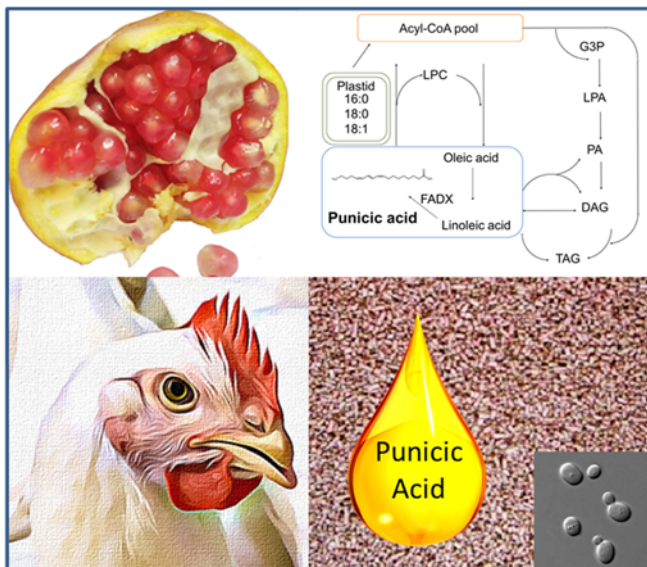 Acyl-CoA pool
G3P
Plastid
16:0
18:0
18:1
LPC
LPA
Oleic acid
PA
FADX
Punicic acid
Linoleic acid
DAG
TAG
Punicic
Acid